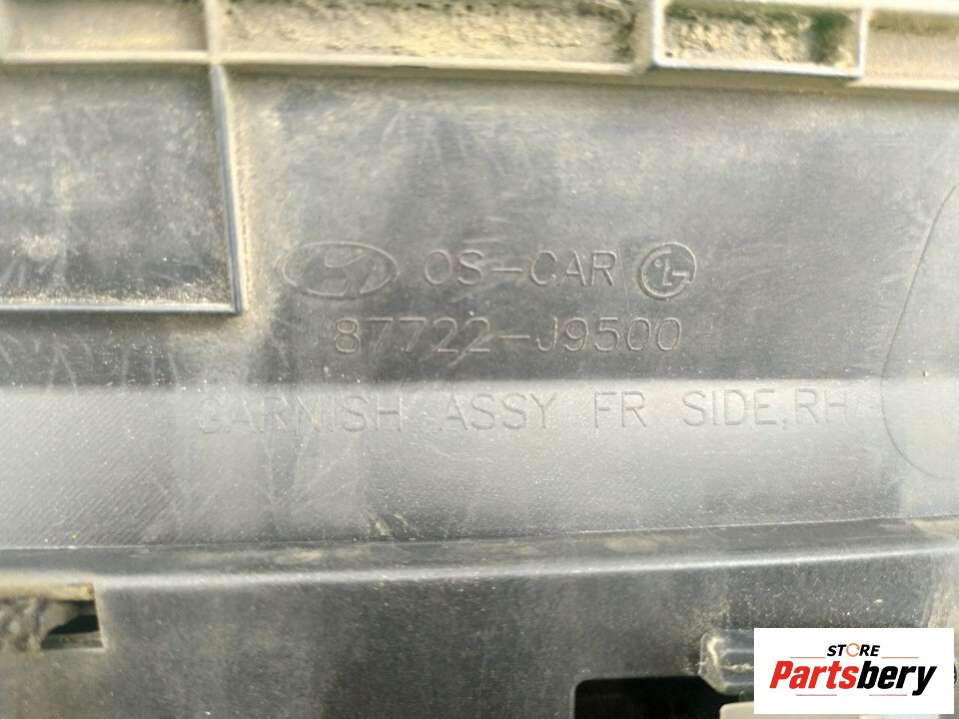 OS-CAR
87722-J9500
GARNISH ASSY FR SIDE,RH
STORE
Partsbery